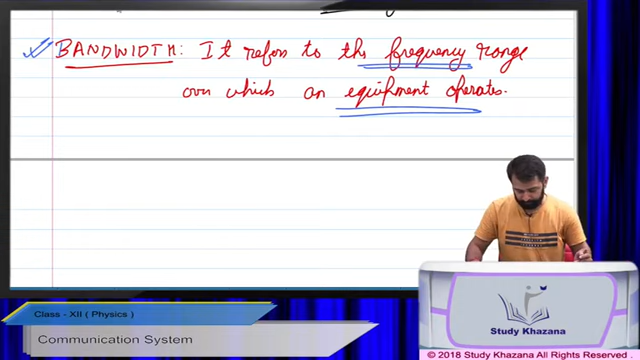 BANDWIDTH: It refers to the frequency range
over which an equipment operates.
Study Khazana
Class - XII ( Physics )
Communication System
© 2018 Study Khazana. All Rights Reserved.